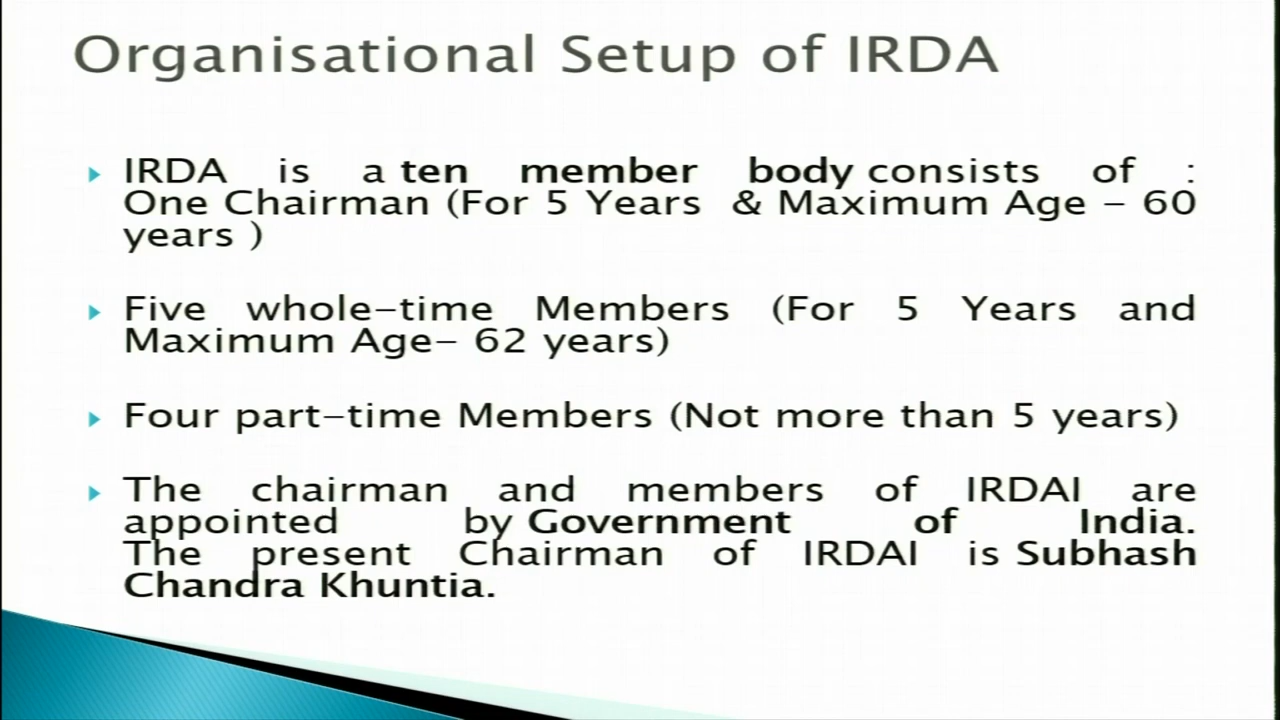 Organisational Setup of IRDA
IRDA is a ten member body consists of :
One Chairman (For 5 Years & Maximum Age – 60
years )
Five whole–time Members (For 5 Years and
Maximum Age– 62 years)
Four part–time Members (Not more than 5 years)
The chairman and members of IRDAI are
appointed by Government of India.
The present Chairman of IRDAI is Subhash
Chandra Khuntia.